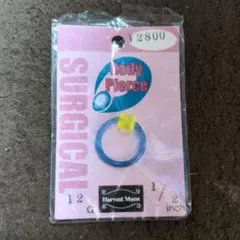 ¥2800
SURGICAL
Body
Pierce
12
G
1/2
inch
Harvest Moon